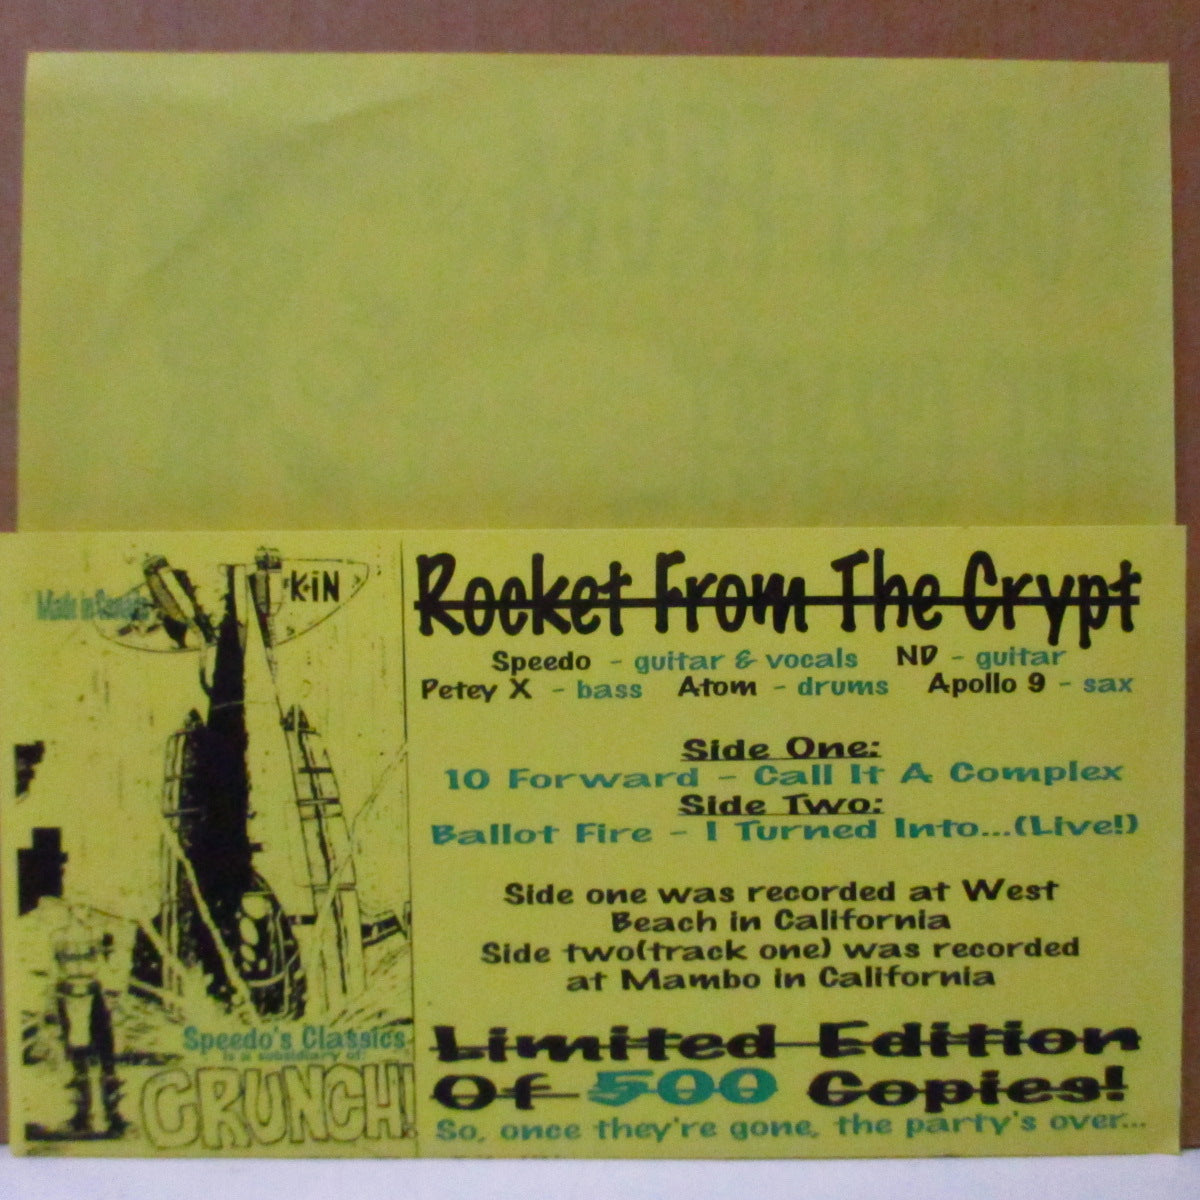 Made in Canada
K·iN
Rocket From The Crypt
Speedo - guitar & vocals ND - guitar
Petey X - bass Atom - drums Apollo 9 - sax
Side One:
10 Forward - Call It A Complex
Side Two:
Ballot Fire - I Turned Into...(Live!)
Side one was recorded at West
Beach in California
Side two(track one) was recorded
at Mambo in California
Speedo's Classics
is a subsidiary of:
CRUNCH!
Limited Edition
Of 500 Copies!
So, once they're gone, the party's over...